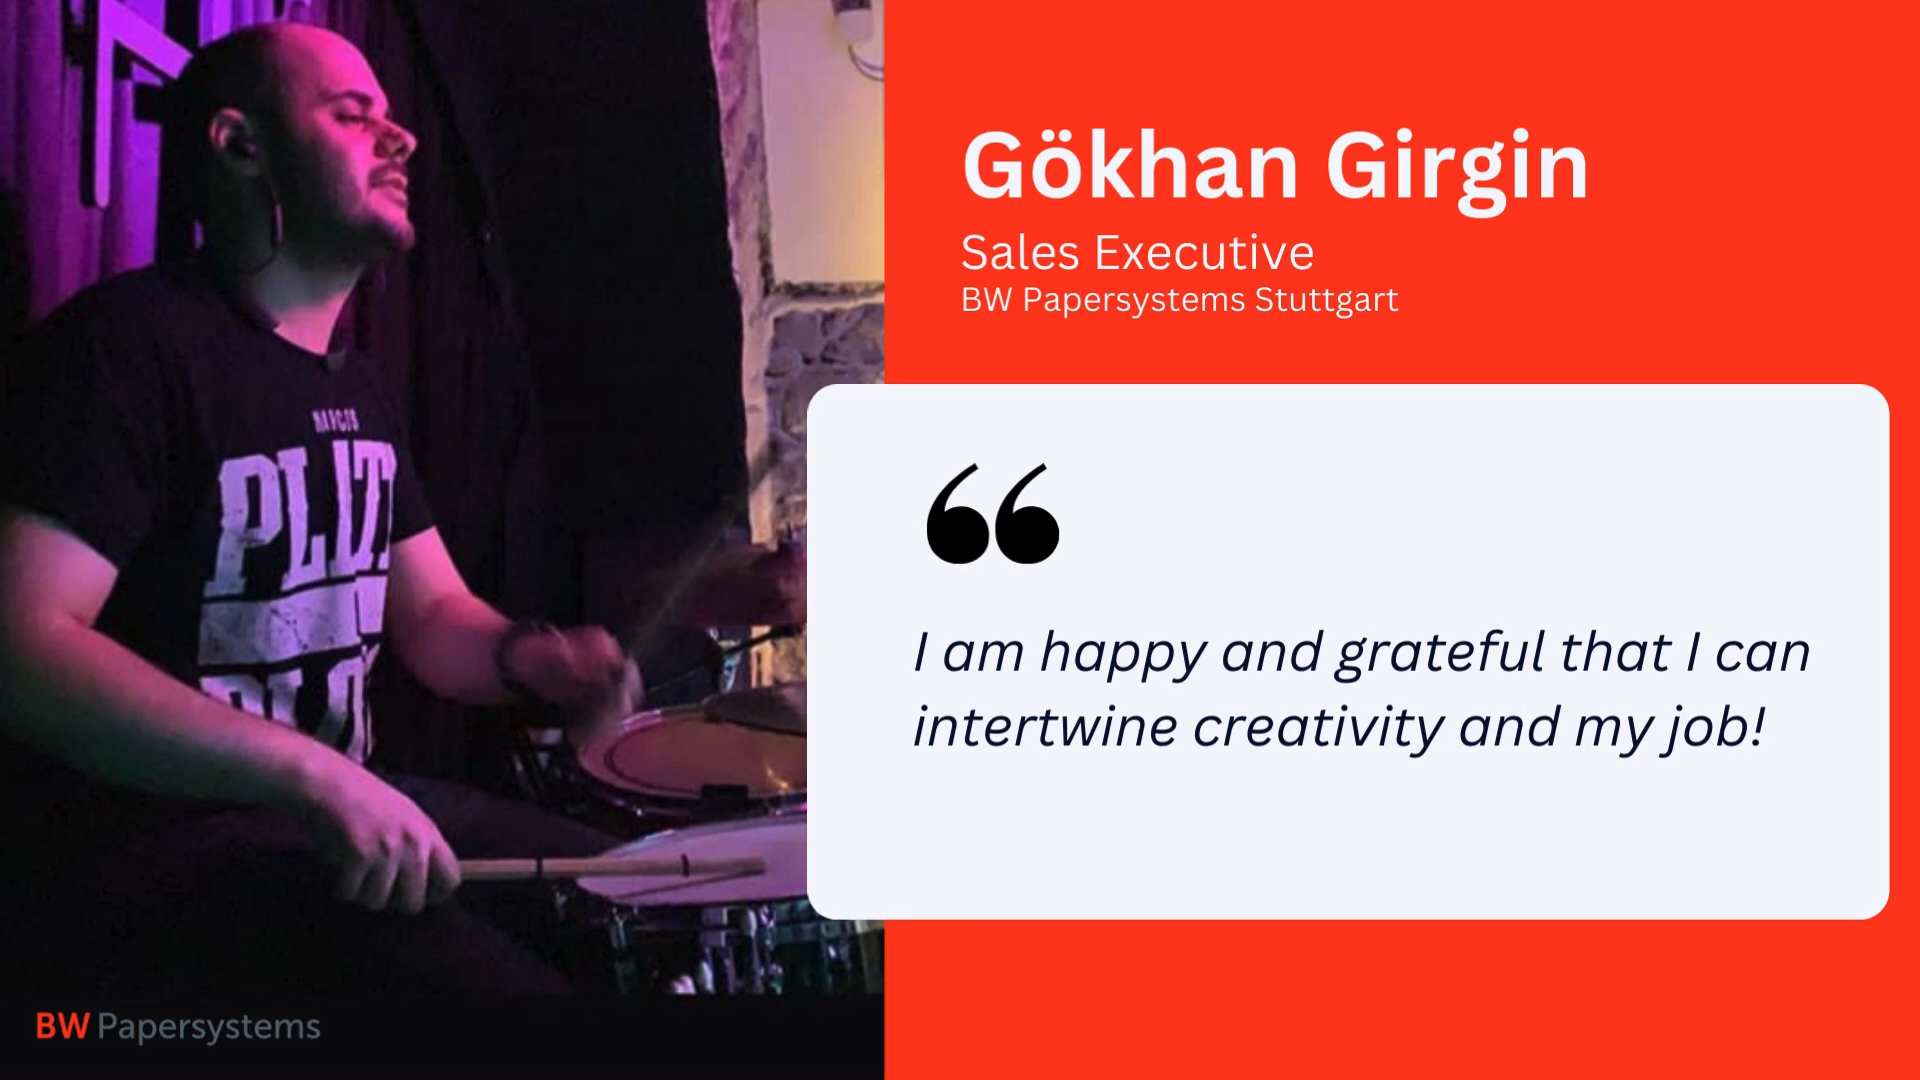 Gökhan Girgin
Sales Executive
BW Papersystems Stuttgart
I am happy and grateful that I can
intertwine creativity and my job!
NARCOS
BW Papersystems